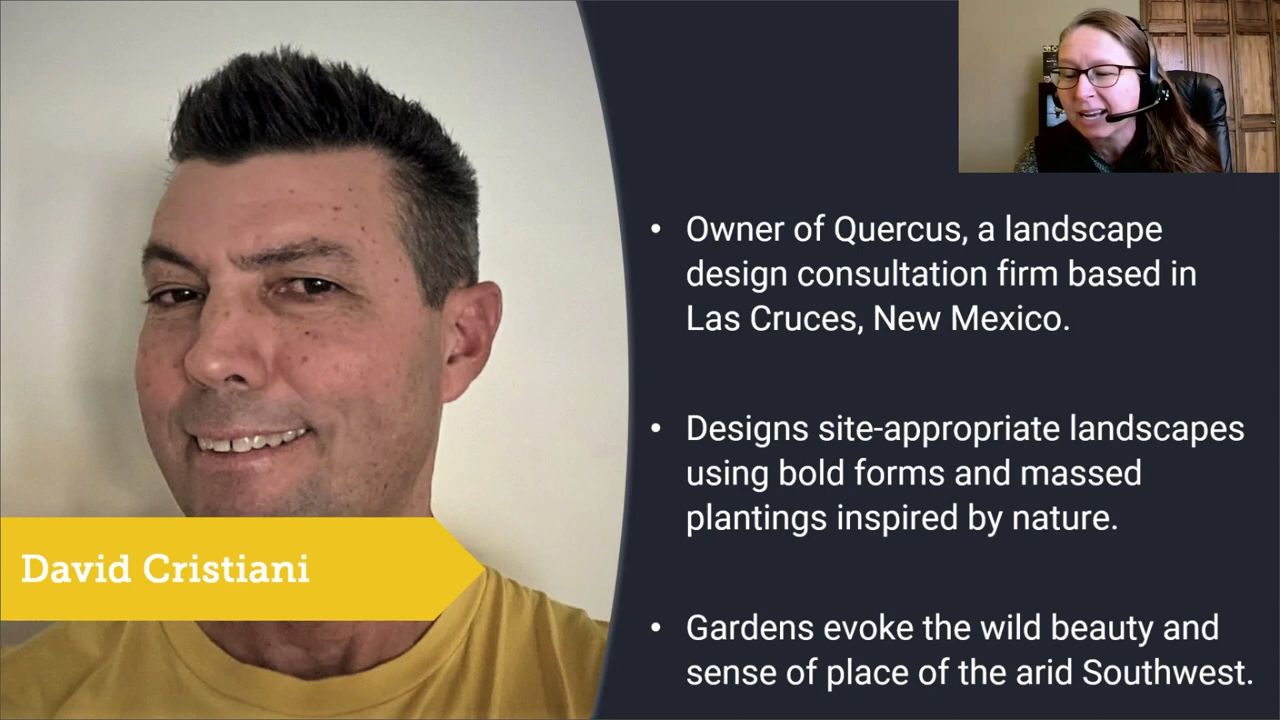 David Cristiani
• Owner of Quercus, a landscape
design consultation firm based in
Las Cruces, New Mexico.
• Designs site-appropriate landscapes
using bold forms and massed
plantings inspired by nature.
• Gardens evoke the wild beauty and
sense of place of the arid Southwest.